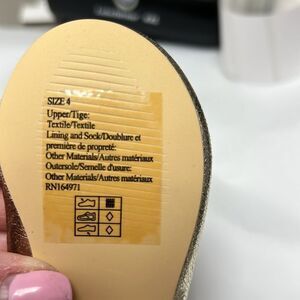 SIZE 4
Upper/Tige:
Textile/Textile
Lining and Sock/Doublure et
première de propreté:
Other Materials/Autres matériaux
Outersole/Semelle d'usure:
Other Materials/Autres matériaux
RN164971